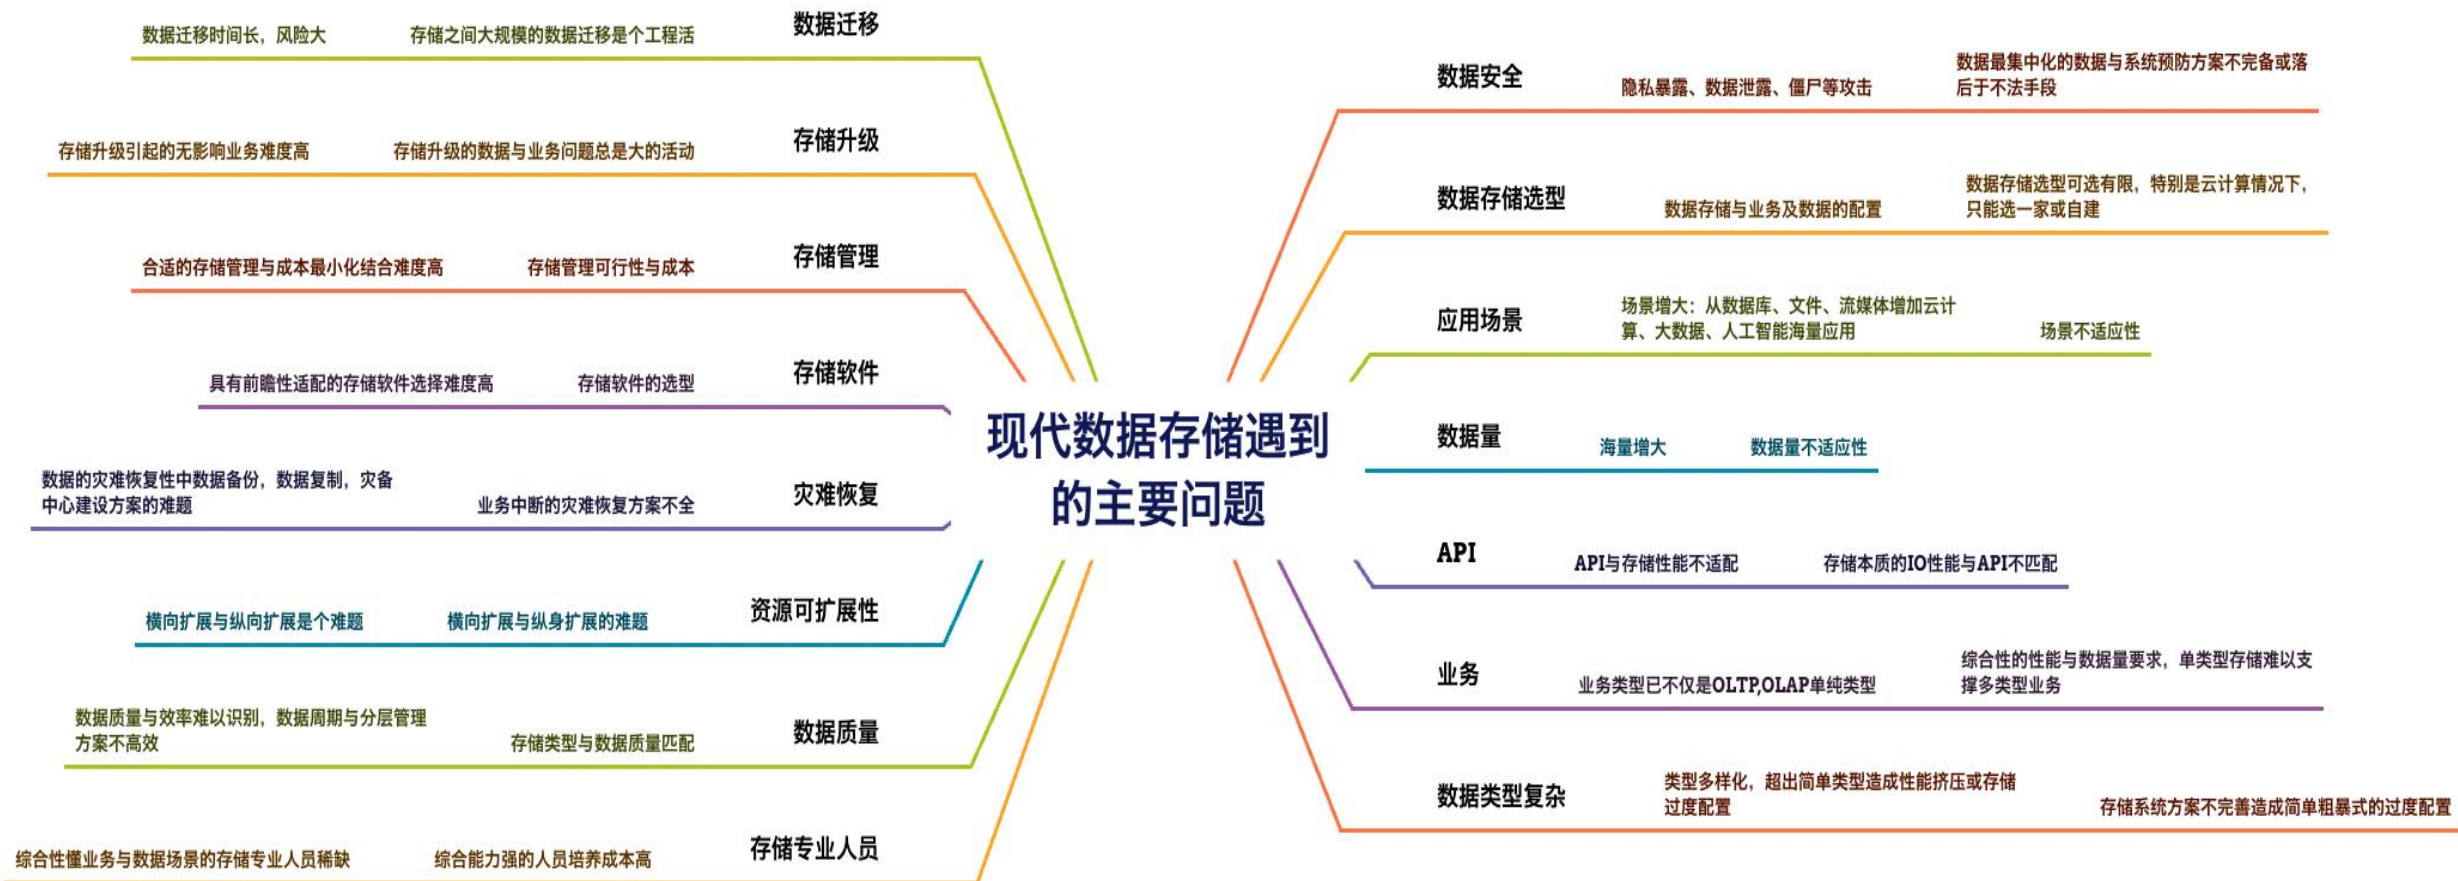 现代数据存储遇到
的主要问题
数据安全
隐私暴露、数据泄露、僵尸等攻击
数据最集中化的数据与系统预防方案不完备或落
后于不法手段
数据存储选型
数据存储与业务及数据的配置
数据存储选型可选有限，特别是云计算情况下，
只能选一家或自建
应用场景
场景增大：从数据库、文件、流媒体增加云计
算、大数据、人工智能海量应用
场景不适应性
数据量
海量增大
数据量不适应性
API
API与存储性能不适配
存储本质的IO性能与API不匹配
业务
业务类型已不仅是OLTP,OLAP单纯类型
综合性的性能与数据量要求，单类型存储难以支
撑多类型业务
数据类型复杂
类型多样化，超出简单类型造成性能挤压或存储
过度配置
存储系统方案不完善造成简单粗暴式的过度配置
数据迁移
存储之间大规模的数据迁移是个工程活
数据迁移时间长，风险大
存储升级
存储升级的数据与业务问题总是大的活动
存储升级引起的无影响业务难度高
存储管理
存储管理可行性与成本
合适的存储管理与成本最小化结合难度高
存储软件
存储软件的选型
具有前瞻性适配的存储软件选择难度高
灾难恢复
业务中断的灾难恢复方案不全
数据的灾难恢复性中数据备份，数据复制，灾备
中心建设方案的难题
资源可扩展性
横向扩展与纵身扩展的难题
横向扩展与纵向扩展是个难题
数据质量
存储类型与数据质量匹配
数据质量与效率难以识别，数据周期与分层管理
方案不高效
存储专业人员
综合能力强的人员培养成本高
综合性懂业务与数据场景的存储专业人员稀缺